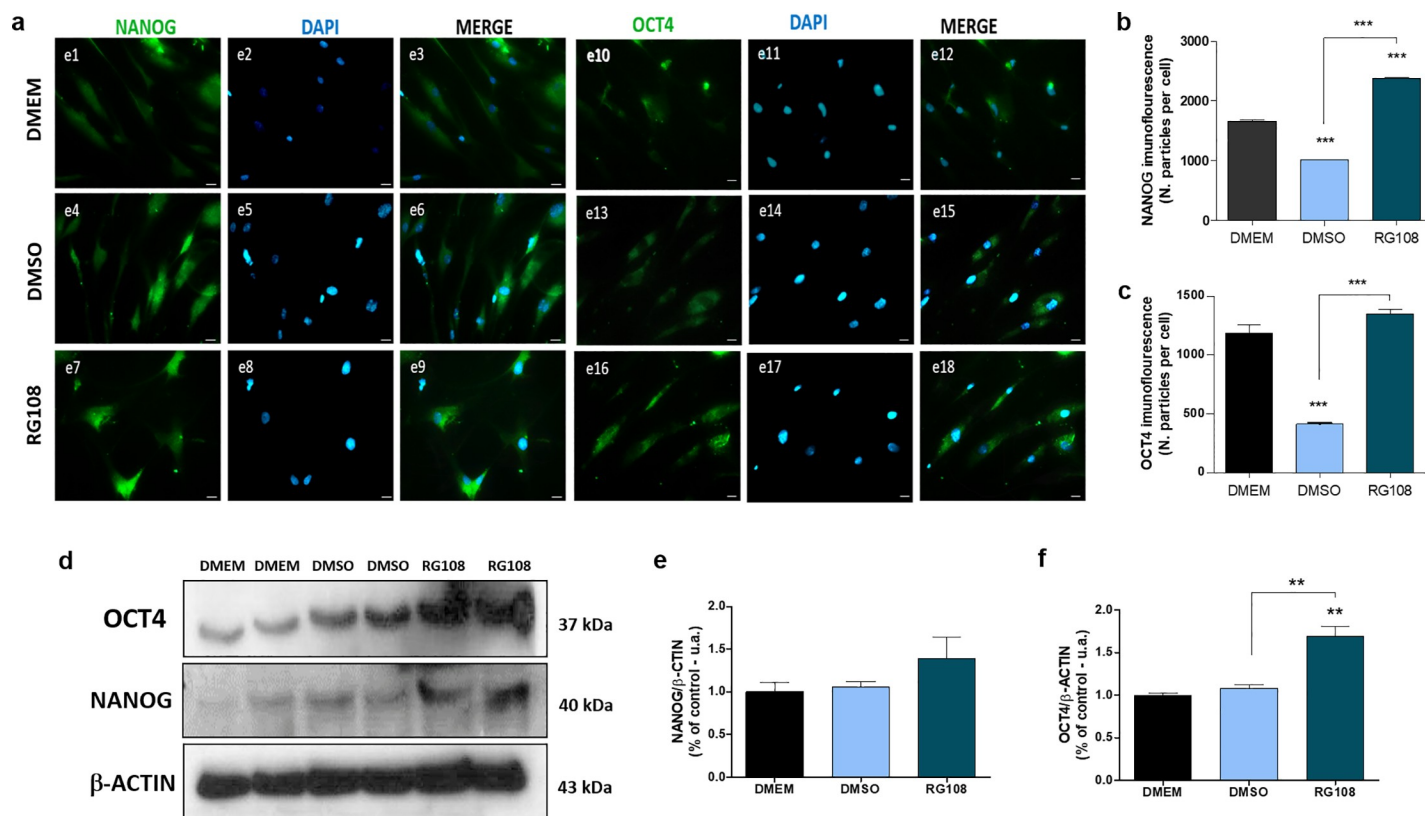 a
NANOG DAPI MERGE OCT4 DAPI MERGE
DMEM
e1 e2 e3 e10 e11 e12
DMSO
e4 e5 e6 e13 e14 e15
RG108
e7 e8 e9 e16 e17 e18
b
NANOG imunoflourescence
(N. particles per cell)
3000
2000
1000
0
***
***
***
DMEM DMSO RG108
c
OCT4 imunoflourescence
(N. particles per cell)
1500
1000
500
0
***
***
DMEM DMSO RG108
d
DMEM DMEM DMSO DMSO RG108 RG108
OCT4 37 kDa
NANOG 40 kDa
β-ACTIN 43 kDa
e
NANOG/β-CTIN
(% of control - u.a.)
2.0
1.5
1.0
0.5
0.0
DMEM DMSO RG108
f
OCT4/β-ACTIN
(% of control - u.a.)
2.0
1.5
1.0
0.5
0.0
**
**
DMEM DMSO RG108